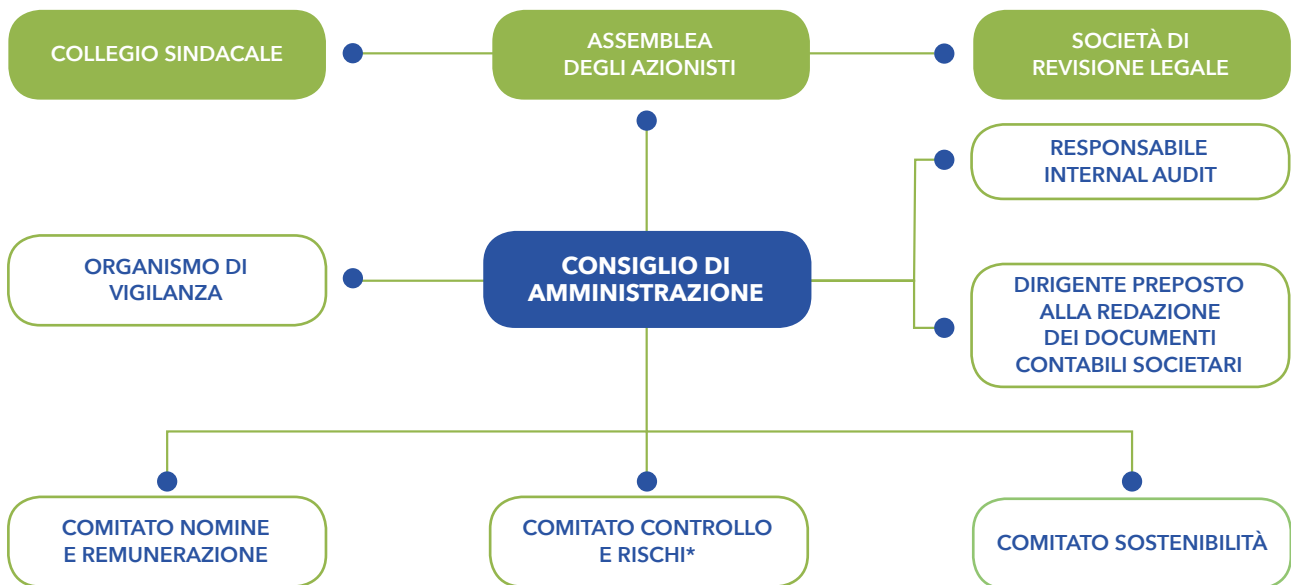 COLLEGIO SINDACALE
ASSEMBLEA
DEGLI AZIONISTI
SOCIETÀ DI
REVISIONE LEGALE
RESPONSABILE
INTERNAL AUDIT
ORGANISMO DI
VIGILANZA
CONSIGLIO DI
AMMINISTRAZIONE
DIRIGENTE PREPOSTO
ALLA REDAZIONE
DEI DOCUMENTI
CONTABILI SOCIETARI
COMITATO NOMINE
E REMUNERAZIONE
COMITATO CONTROLLO
E RISCHI*
COMITATO SOSTENIBILITÀ